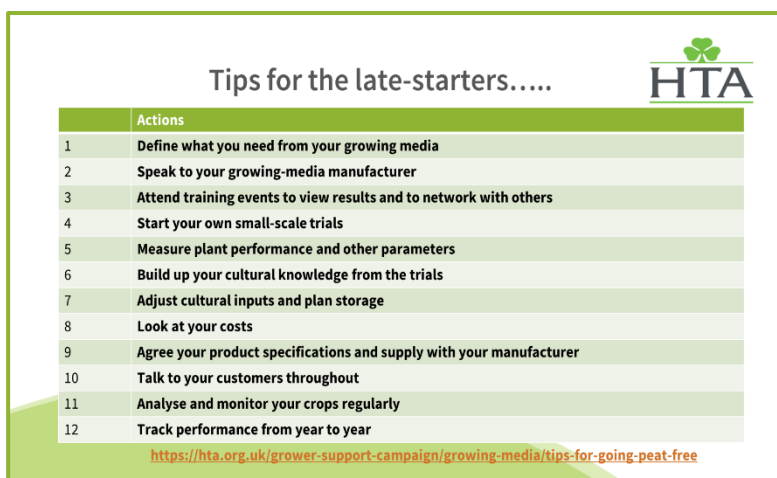 Tips for the late-starters.....
HTA
Actions
1 Define what you need from your growing media
2 Speak to your growing-media manufacturer
3 Attend training events to view results and to network with others
4 Start your own small-scale trials
5 Measure plant performance and other parameters
6 Build up your cultural knowledge from the trials
7 Adjust cultural inputs and plan storage
8 Look at your costs
9 Agree your product specifications and supply with your manufacturer
10 Talk to your customers throughout
11 Analyse and monitor your crops regularly
12 Track performance from year to year
https://hta.org.uk/grower-support-campaign/growing-media/tips-for-going-peat-free